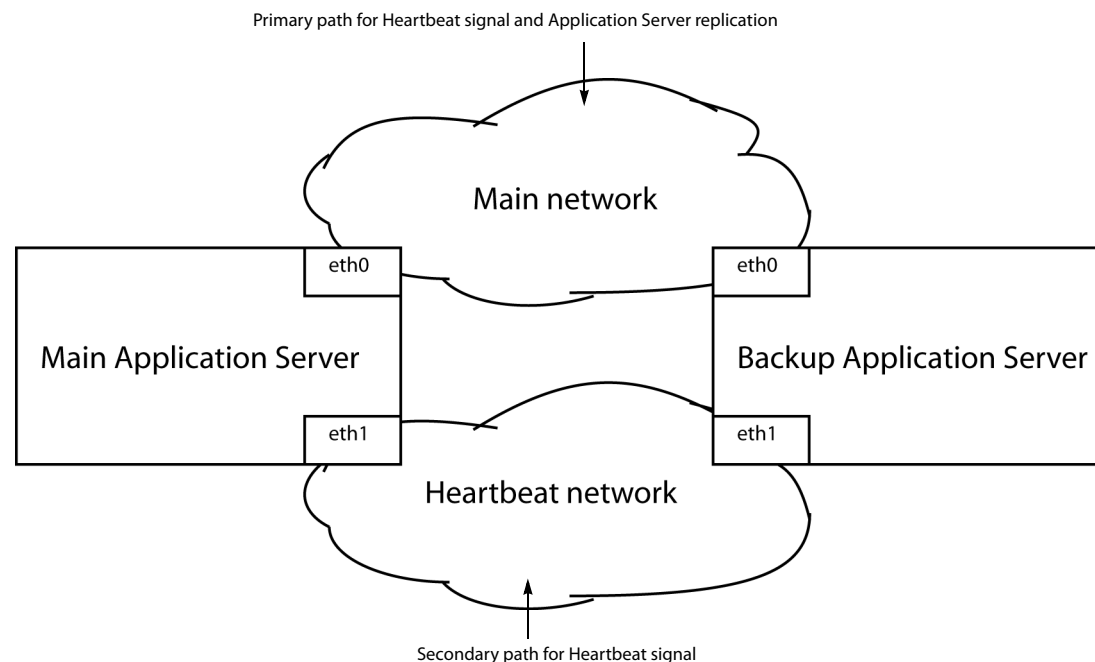 Primary path for Heartbeat signal and Application Server replication
Main network
eth0
eth0
Main Application Server
Backup Application Server
eth1
eth1
Heartbeat network
Secondary path for Heartbeat signal